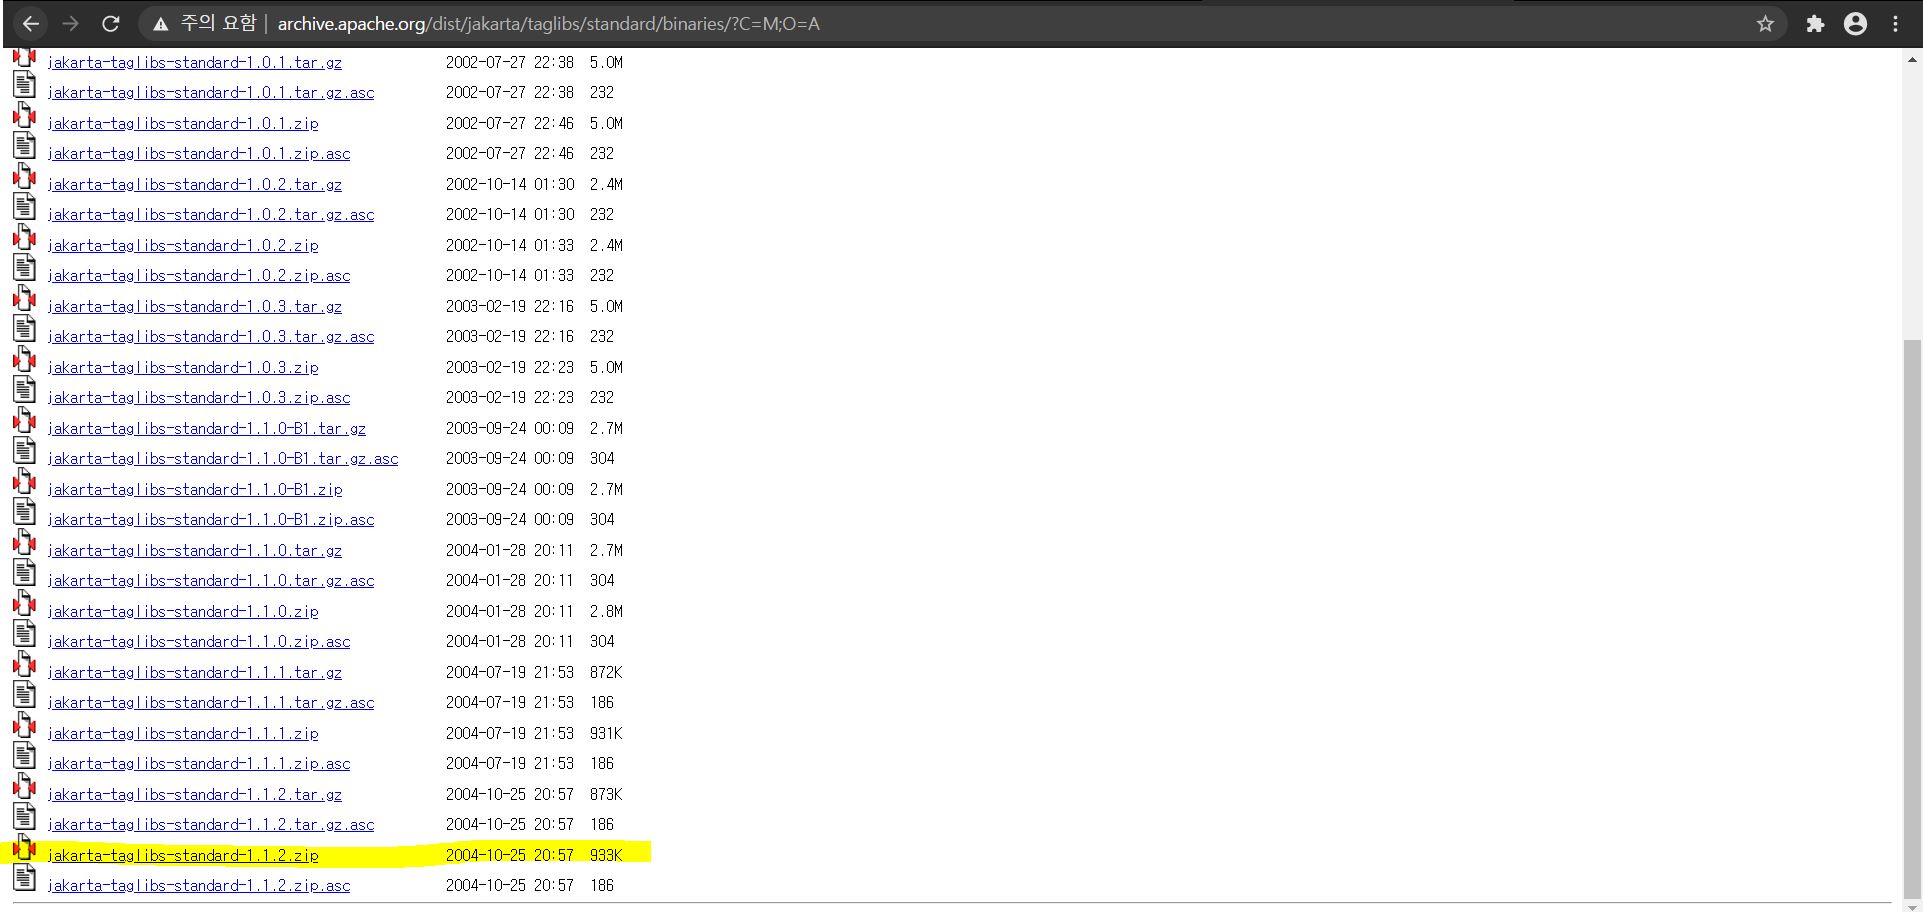 주의 요함 | archive.apache.org/dist/jakarta/taglibs/standard/binaries/?C=M;O=A
jakarta-taglibs-standard-1.0.1.tar.gz 2002-07-27 22:38 5.0M
jakarta-taglibs-standard-1.0.1.tar.gz.asc 2002-07-27 22:38 232
jakarta-taglibs-standard-1.0.1.zip 2002-07-27 22:46 5.0M
jakarta-taglibs-standard-1.0.1.zip.asc 2002-07-27 22:46 232
jakarta-taglibs-standard-1.0.2.tar.gz 2002-10-14 01:30 2.4M
jakarta-taglibs-standard-1.0.2.tar.gz.asc 2002-10-14 01:30 232
jakarta-taglibs-standard-1.0.2.zip 2002-10-14 01:33 2.4M
jakarta-taglibs-standard-1.0.2.zip.asc 2002-10-14 01:33 232
jakarta-taglibs-standard-1.0.3.tar.gz 2003-02-19 22:16 5.0M
jakarta-taglibs-standard-1.0.3.tar.gz.asc 2003-02-19 22:16 232
jakarta-taglibs-standard-1.0.3.zip 2003-02-19 22:23 5.0M
jakarta-taglibs-standard-1.0.3.zip.asc 2003-02-19 22:23 232
jakarta-taglibs-standard-1.1.0-B1.tar.gz 2003-09-24 00:09 2.7M
jakarta-taglibs-standard-1.1.0-B1.tar.gz.asc 2003-09-24 00:09 304
jakarta-taglibs-standard-1.1.0-B1.zip 2003-09-24 00:09 2.7M
jakarta-taglibs-standard-1.1.0-B1.zip.asc 2003-09-24 00:09 304
jakarta-taglibs-standard-1.1.0.tar.gz 2004-01-28 20:11 2.7M
jakarta-taglibs-standard-1.1.0.tar.gz.asc 2004-01-28 20:11 304
jakarta-taglibs-standard-1.1.0.zip 2004-01-28 20:11 2.8M
jakarta-taglibs-standard-1.1.0.zip.asc 2004-01-28 20:11 304
jakarta-taglibs-standard-1.1.1.tar.gz 2004-07-19 21:53 872K
jakarta-taglibs-standard-1.1.1.tar.gz.asc 2004-07-19 21:53 186
jakarta-taglibs-standard-1.1.1.zip 2004-07-19 21:53 931K
jakarta-taglibs-standard-1.1.1.zip.asc 2004-07-19 21:53 186
jakarta-taglibs-standard-1.1.2.tar.gz 2004-10-25 20:57 873K
jakarta-taglibs-standard-1.1.2.tar.gz.asc 2004-10-25 20:57 186
jakarta-taglibs-standard-1.1.2.zip 2004-10-25 20:57 933K
jakarta-taglibs-standard-1.1.2.zip.asc 2004-10-25 20:57 186